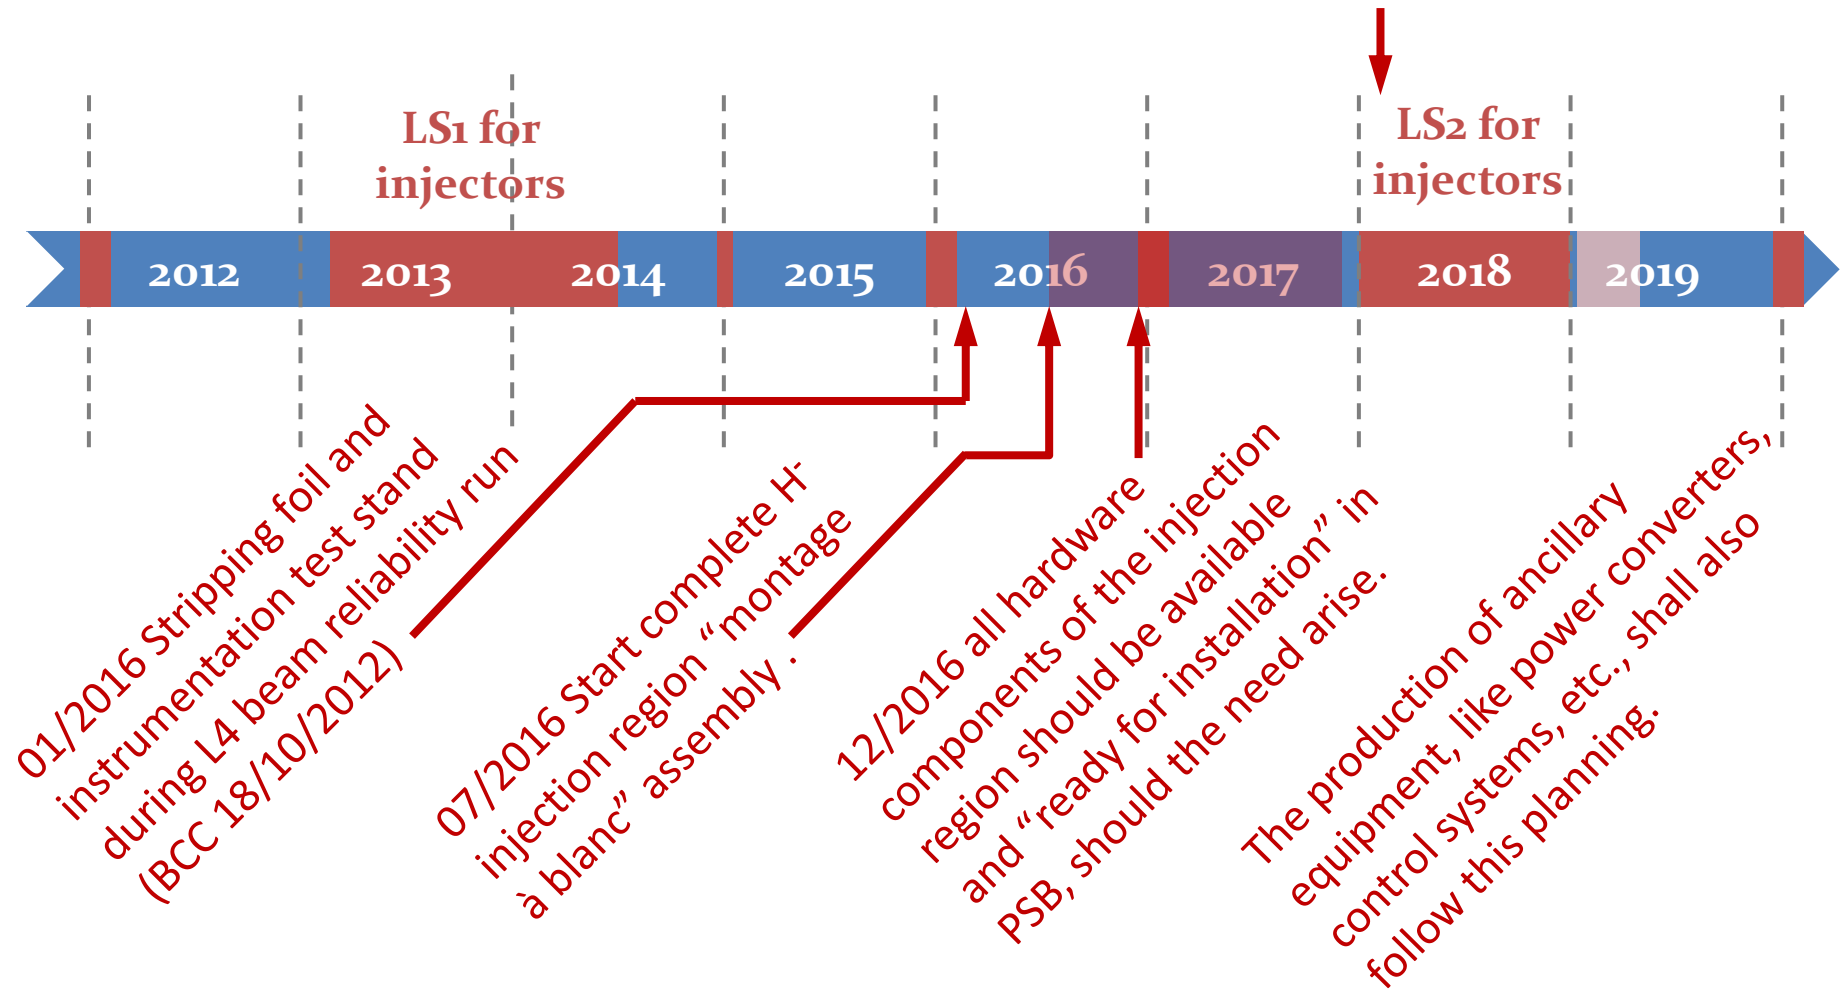 LS1 for
injectors
LS2 for
injectors
2012
2013
2014
2015
2016
2017
2018
2019
01/2016 Stripping foil and
instrumentation test stand
during L4 beam reliability run
(BCC 18/10/2012)
07/2016 Start complete H-
injection region “montage
à blanc” assembly .
12/2016 all hardware
components of the injection
region should be available
and “ready for installation” in
PSB, should the need arise.
The production of ancillary
equipment, like power converters,
control systems, etc., shall also
follow this planning.